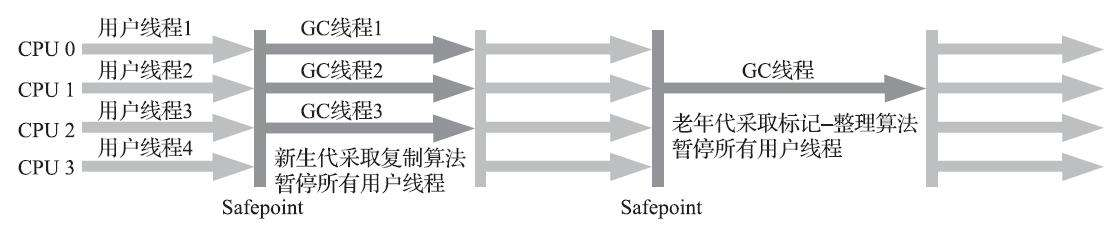 CPU 0
用户线程1
GC线程1
CPU 1
用户线程2
GC线程2
GC线程
CPU 2
用户线程3
GC线程3
CPU 3
用户线程4
新生代采取复制算法
暂停所有用户线程
老年代采取标记–整理算法
暂停所有用户线程
Safepoint
Safepoint